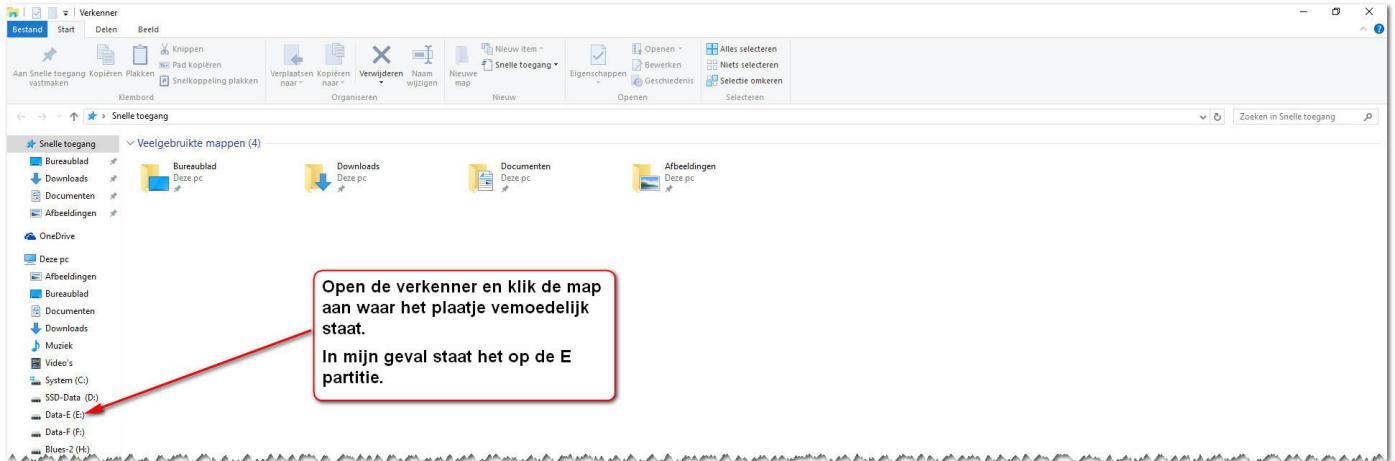 Verkenner
Bestand Start Delen Beeld
Aan Snelle toegang vastmaken
Kopiëren
Plakken
Knippen
Pad kopiëren
Snelkoppeling plakken
Klembord
Verplaatsen naar
Kopiëren naar
Verwijderen
Naam wijzigen
Organiseren
Nieuwe map
Nieuw item
Snelle toegang
Nieuw
Eigenschappen
Openen
Bewerken
Geschiedenis
Openen
Alles selecteren
Niets selecteren
Selectie omkeren
Selecteren
Snelle toegang
Zoeken in Snelle toegang
Snelle toegang
Bureaublad
Downloads
Documenten
Afbeeldingen
OneDrive
Deze pc
Afbeeldingen
Bureaublad
Documenten
Downloads
Muziek
Video's
System (C:)
SSD-Data (D:)
Data-E (E:)
Data-F (F:)
Blues-2 (H:)
Veelgebruikte mappen (4)
Bureaublad
Deze pc
Downloads
Deze pc
Documenten
Deze pc
Afbeeldingen
Deze pc
Open de verkenner en klik de map
aan waar het plaatje vemoedelijk
staat.
In mijn geval staat het op de E
partitie.